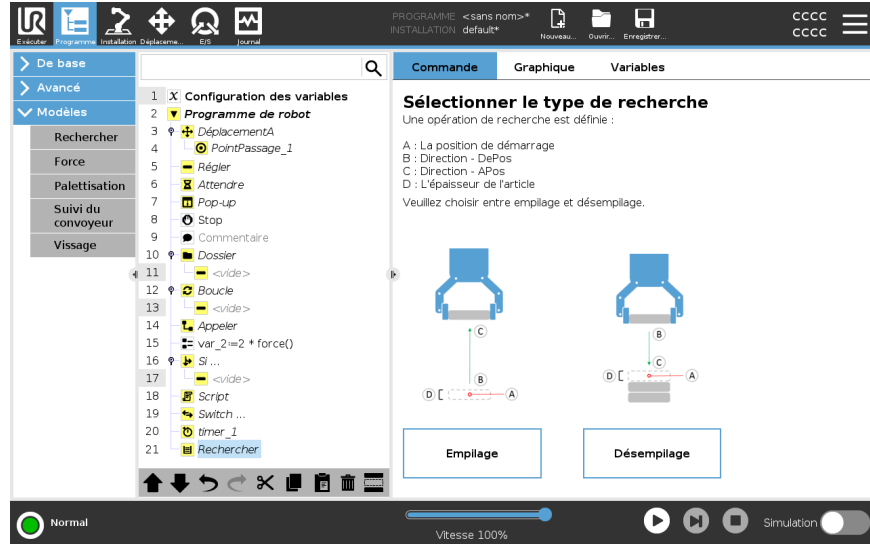 PROGRAMME <sans nom>*
INSTALLATION default*
UR
Exécuter
Programme
Installation
Déplaceme...
E/S
Journal
Nouveau...
Ouvrir...
Enregistrer...
CCCC
CCCC
De base
Avancé
Modèles
Rechercher
Force
Palettisation
Suivi du
convoyeur
Vissage
1 X Configuration des variables
2 Programme de robot
3 DéplacementA
4 PointPassage_1
5 Régler
6 Attendre
7 Pop-up
8 Stop
9 Commentaire
10 Dossier
11 <vide>
12 Boucle
13 <vide>
14 Appeler
15 var_2:=2 * force()
16 Si ...
17 <vide>
18 Script
19 Switch ...
20 timer_1
21 Rechercher
Commande Graphique Variables
Sélectionner le type de recherche
Une opération de recherche est définie :
A : La position de démarrage
B : Direction - DePos
C : Direction - APos
D : L'épaisseur de l'article
Veuillez choisir entre empilage et désempilage.
C
B
D
A
B
C
D
A
Empilage
Désempilage
Normal
Vitesse 100%
Simulation